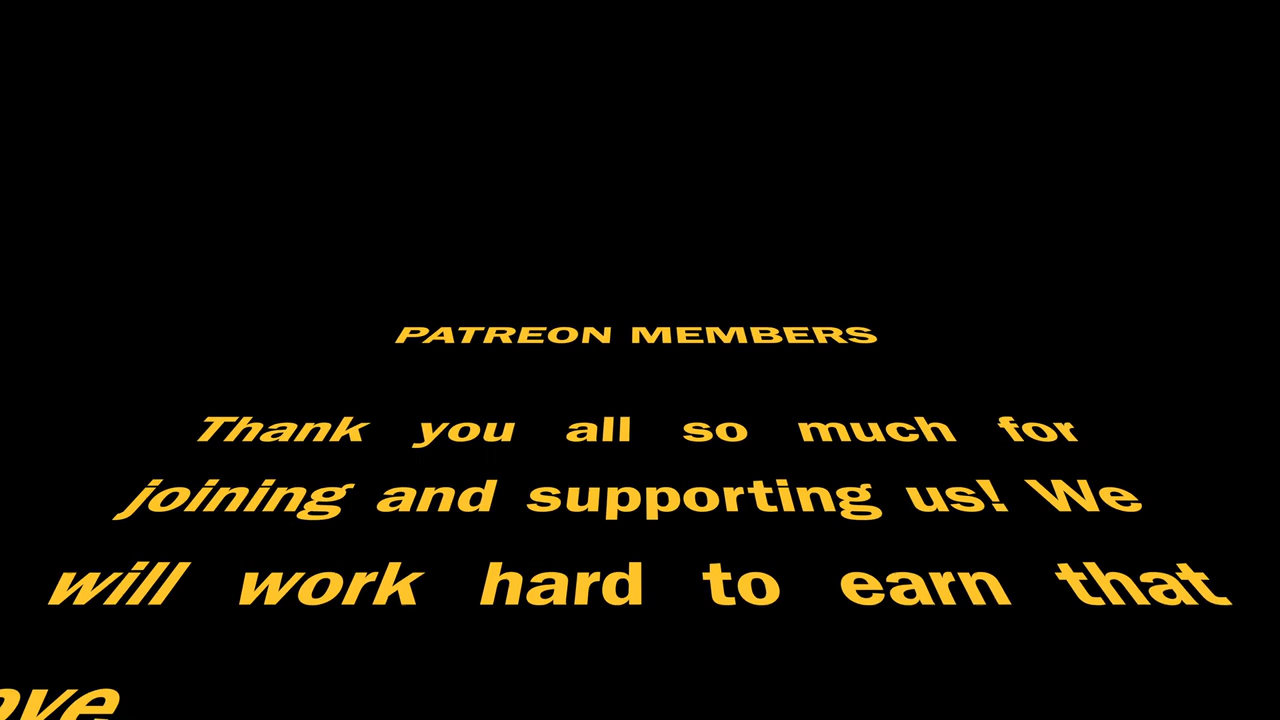 PATREON MEMBERS
Thank you all so much for
joining and supporting us! We
will work hard to earn that